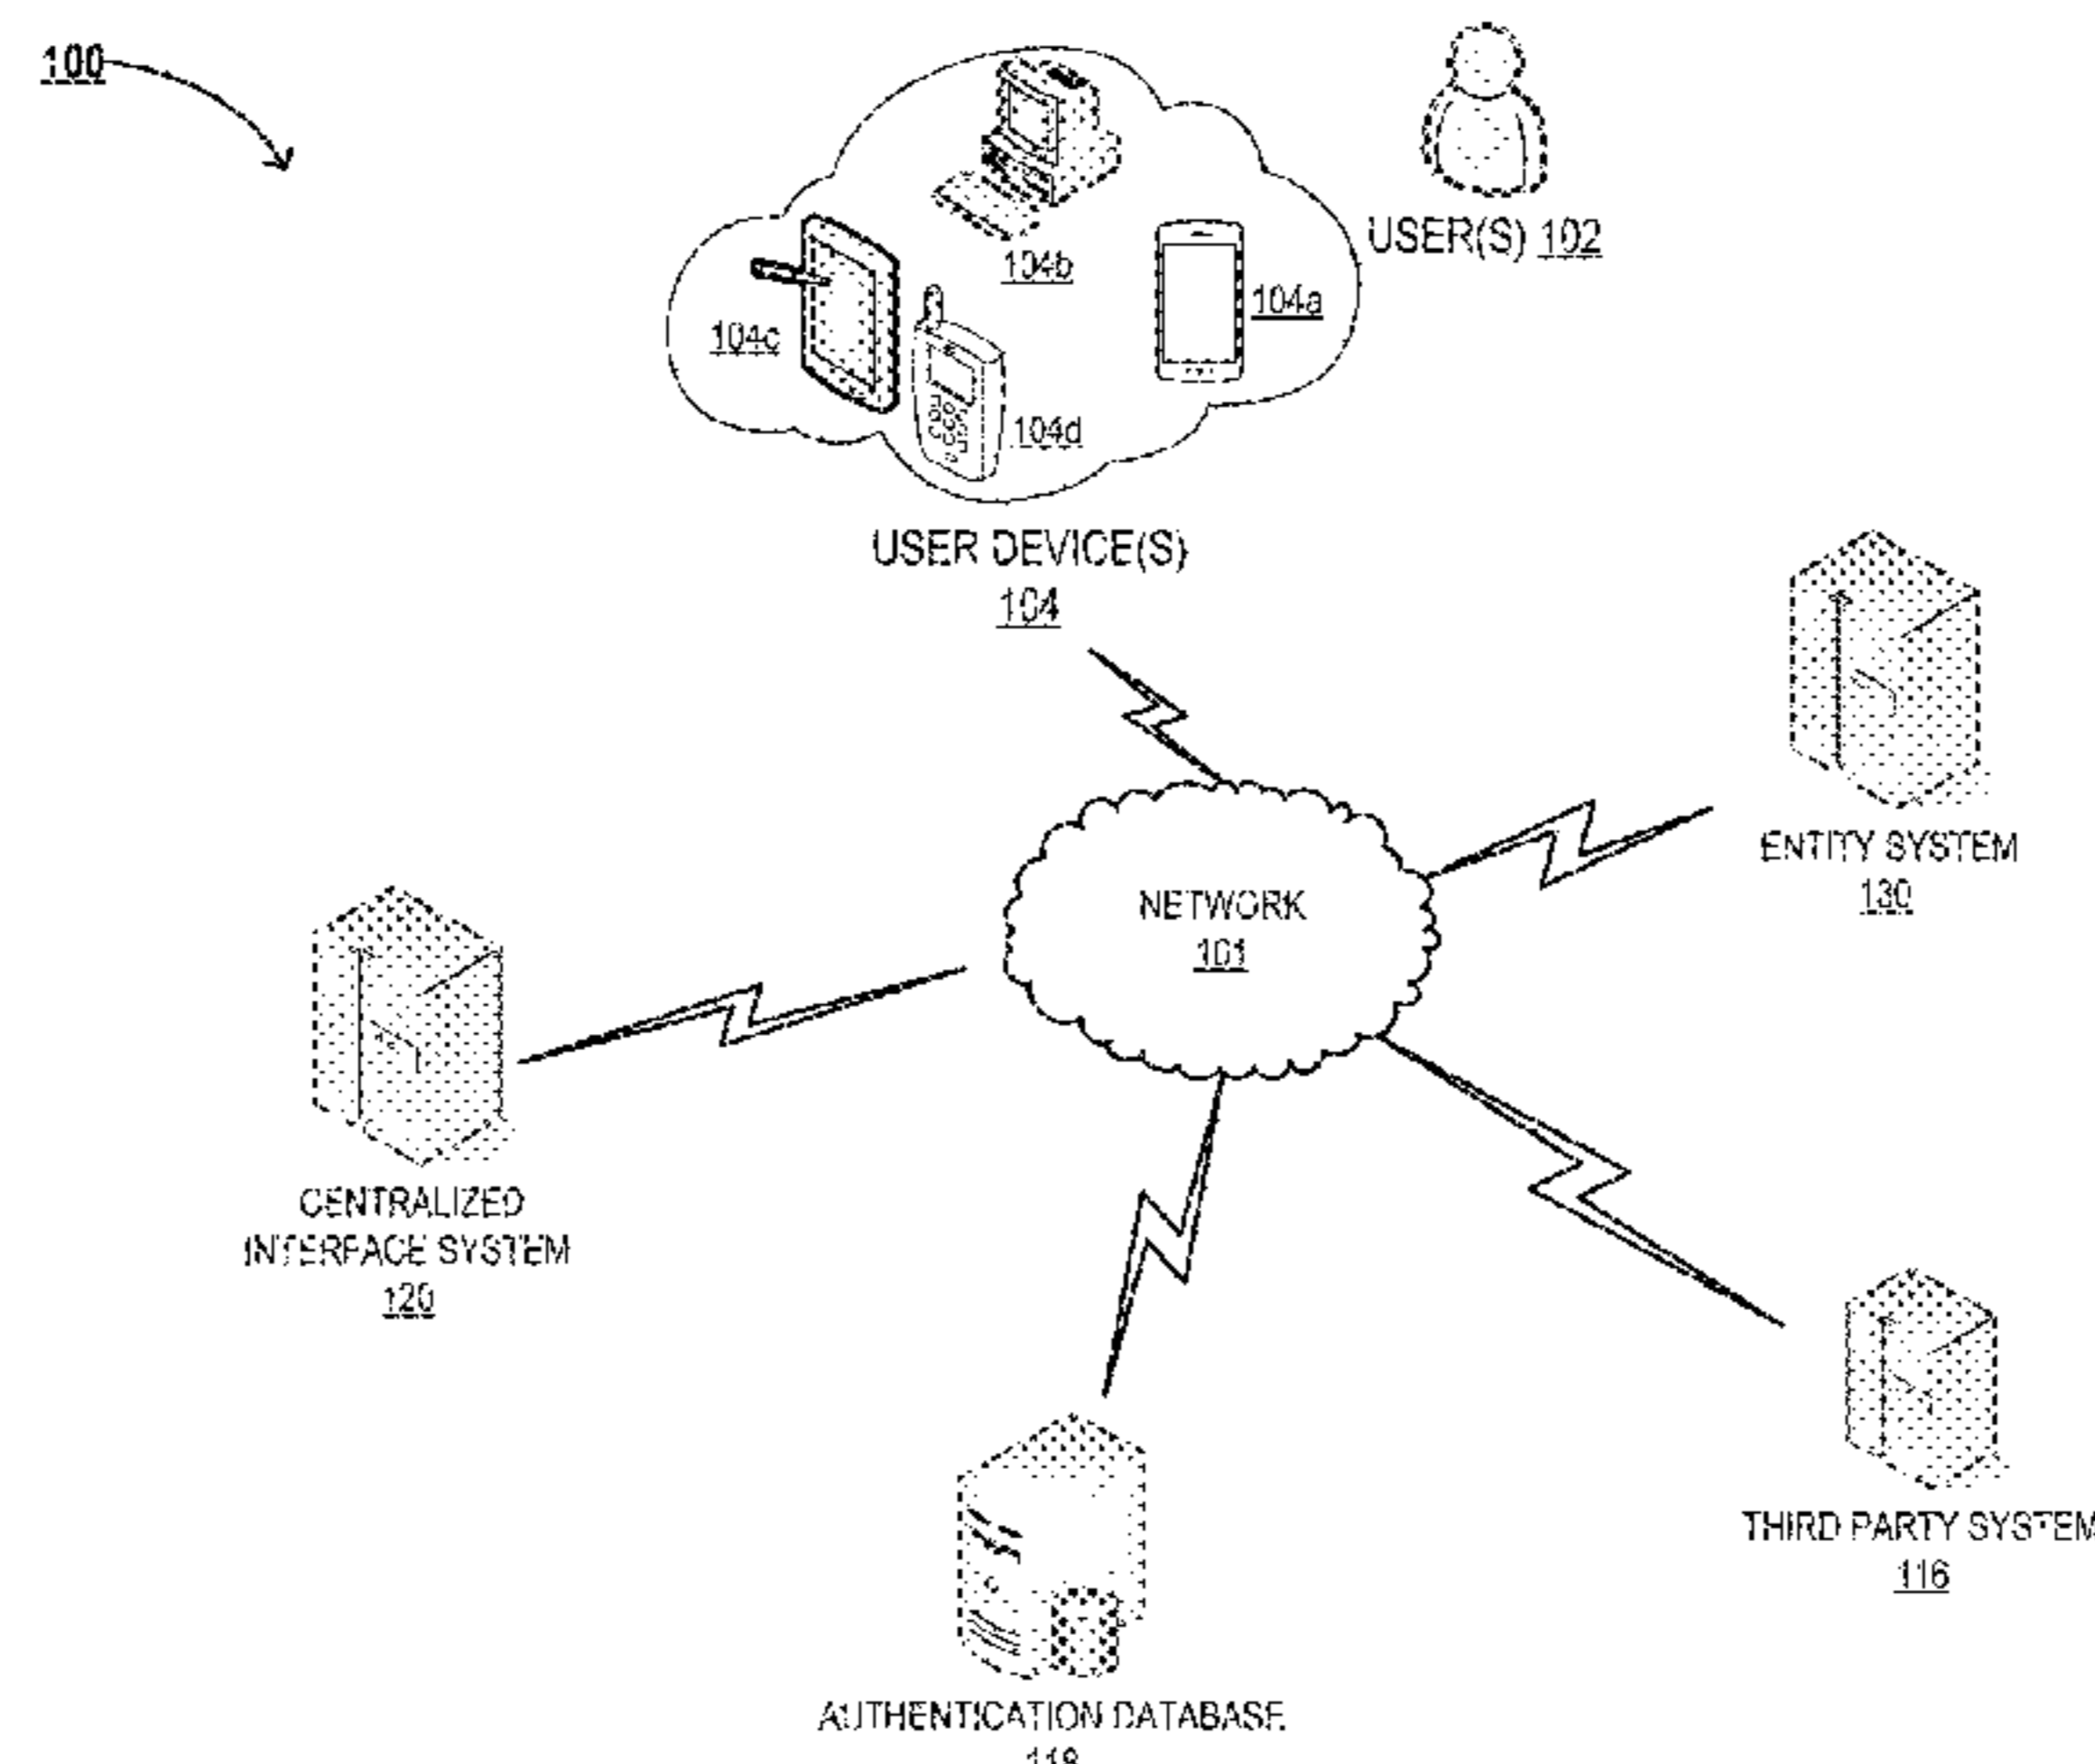 100
USER(S) 102
104b
104a
104c
104d
USER DEVICE(S)
104
ENTITY SYSTEM
130
NETWORK
101
CENTRALIZED
INTERFACE SYSTEM
120
THIRD PARTY SYSTEM
116
AUTHENTICATION DATABASE